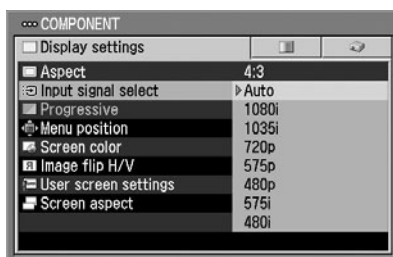 COMPONENT
Display settings
Aspect 4:3
Input signal select Auto
Progressive 1080i
Menu position 1035i
Screen color 720p
Image flip H/V 575p
User screen settings 480p
Screen aspect 575i
480i